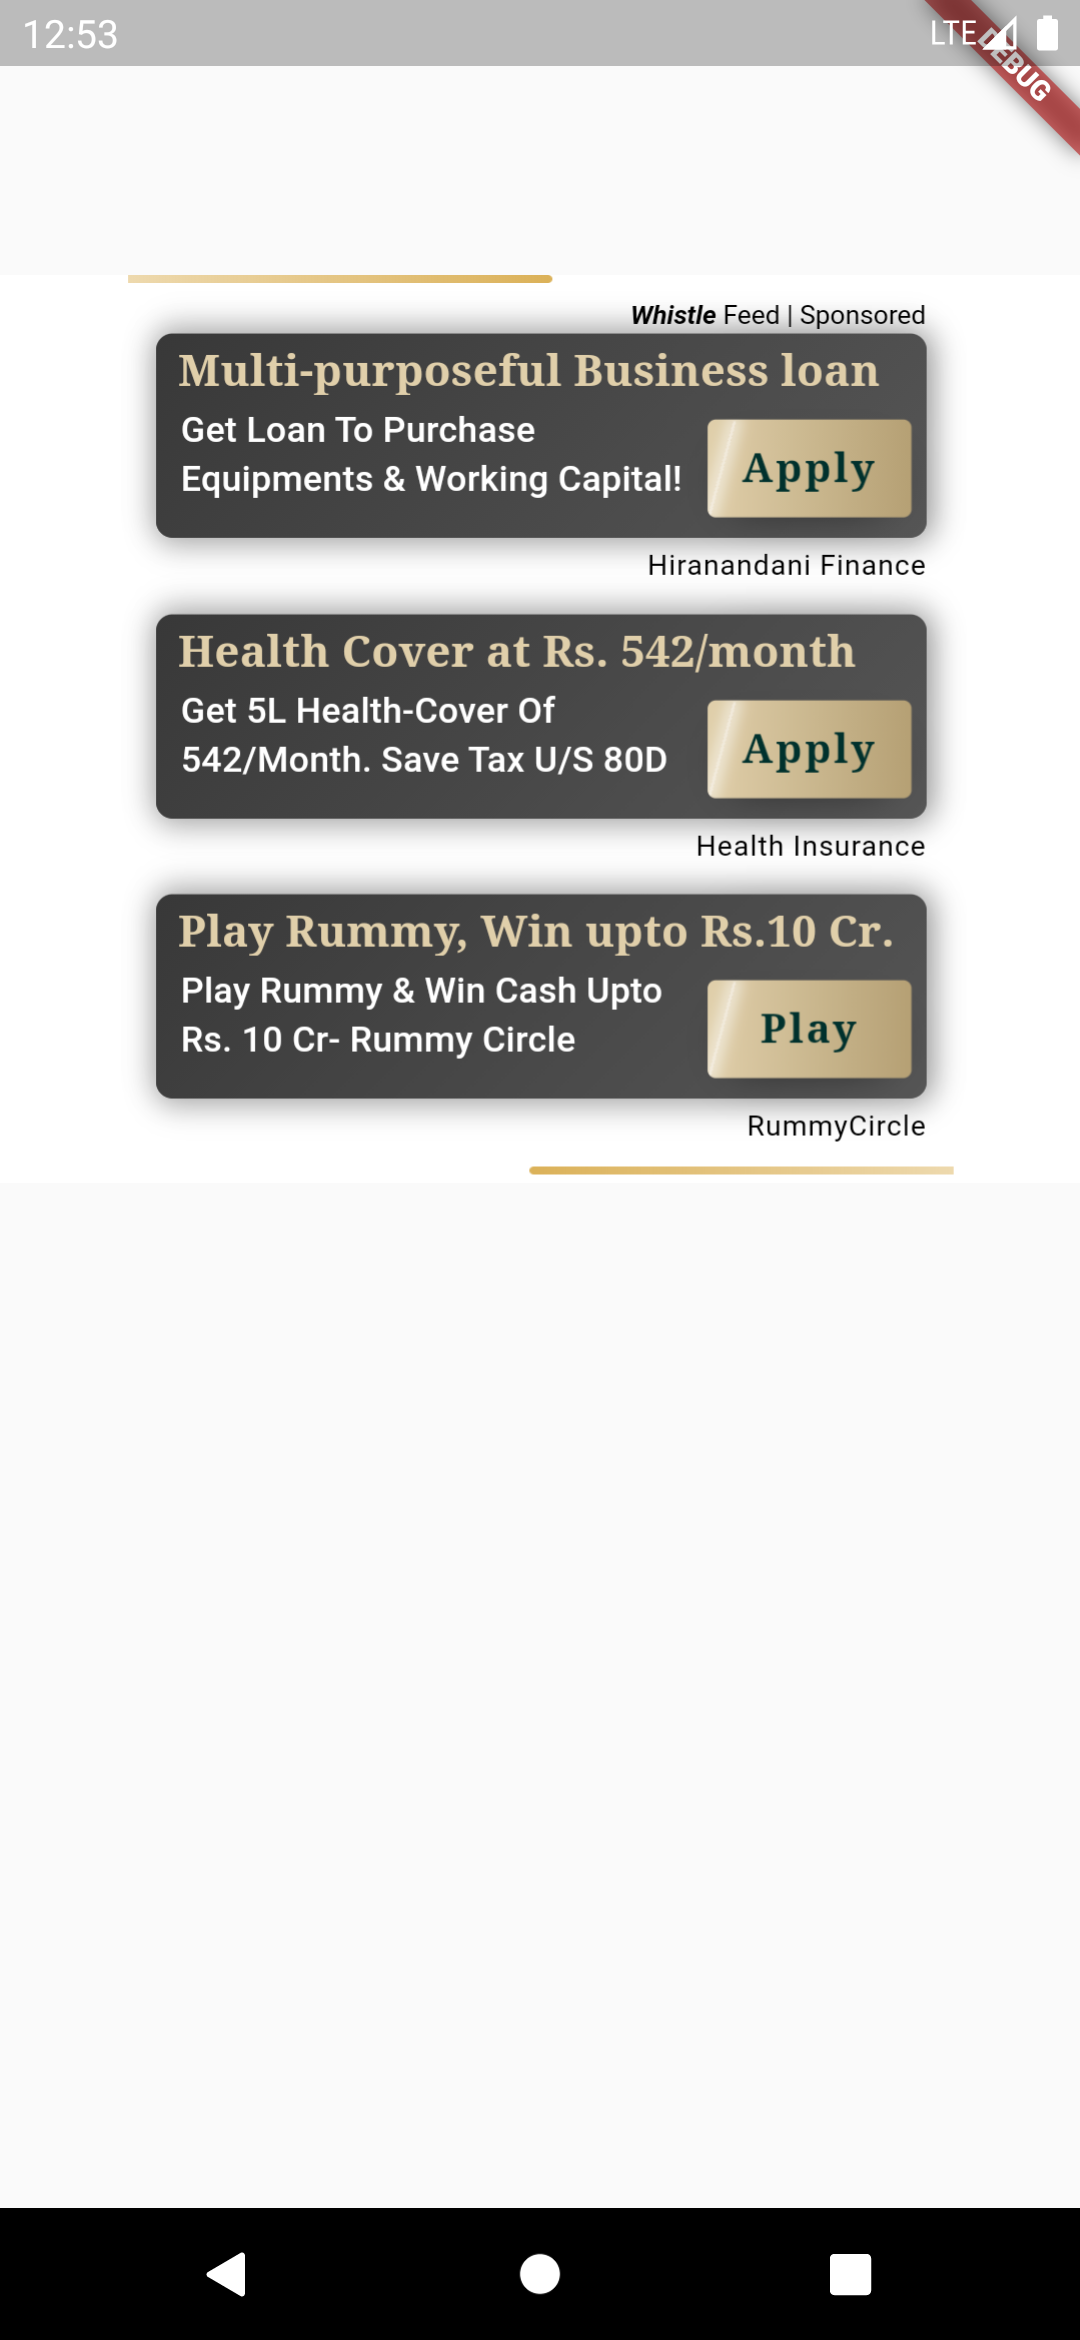 12:53
LTE
DEBUG
Whistle Feed | Sponsored
Multi-purposeful Business loan
Get Loan To Purchase
Equipments & Working Capital!
Apply
Hiranandani Finance
Health Cover at Rs. 542/month
Get 5L Health-Cover Of
542/Month. Save Tax U/S 80D
Apply
Health Insurance
Play Rummy, Win upto Rs.10 Cr.
Play Rummy & Win Cash Upto
Rs. 10 Cr- Rummy Circle
Play
RummyCircle